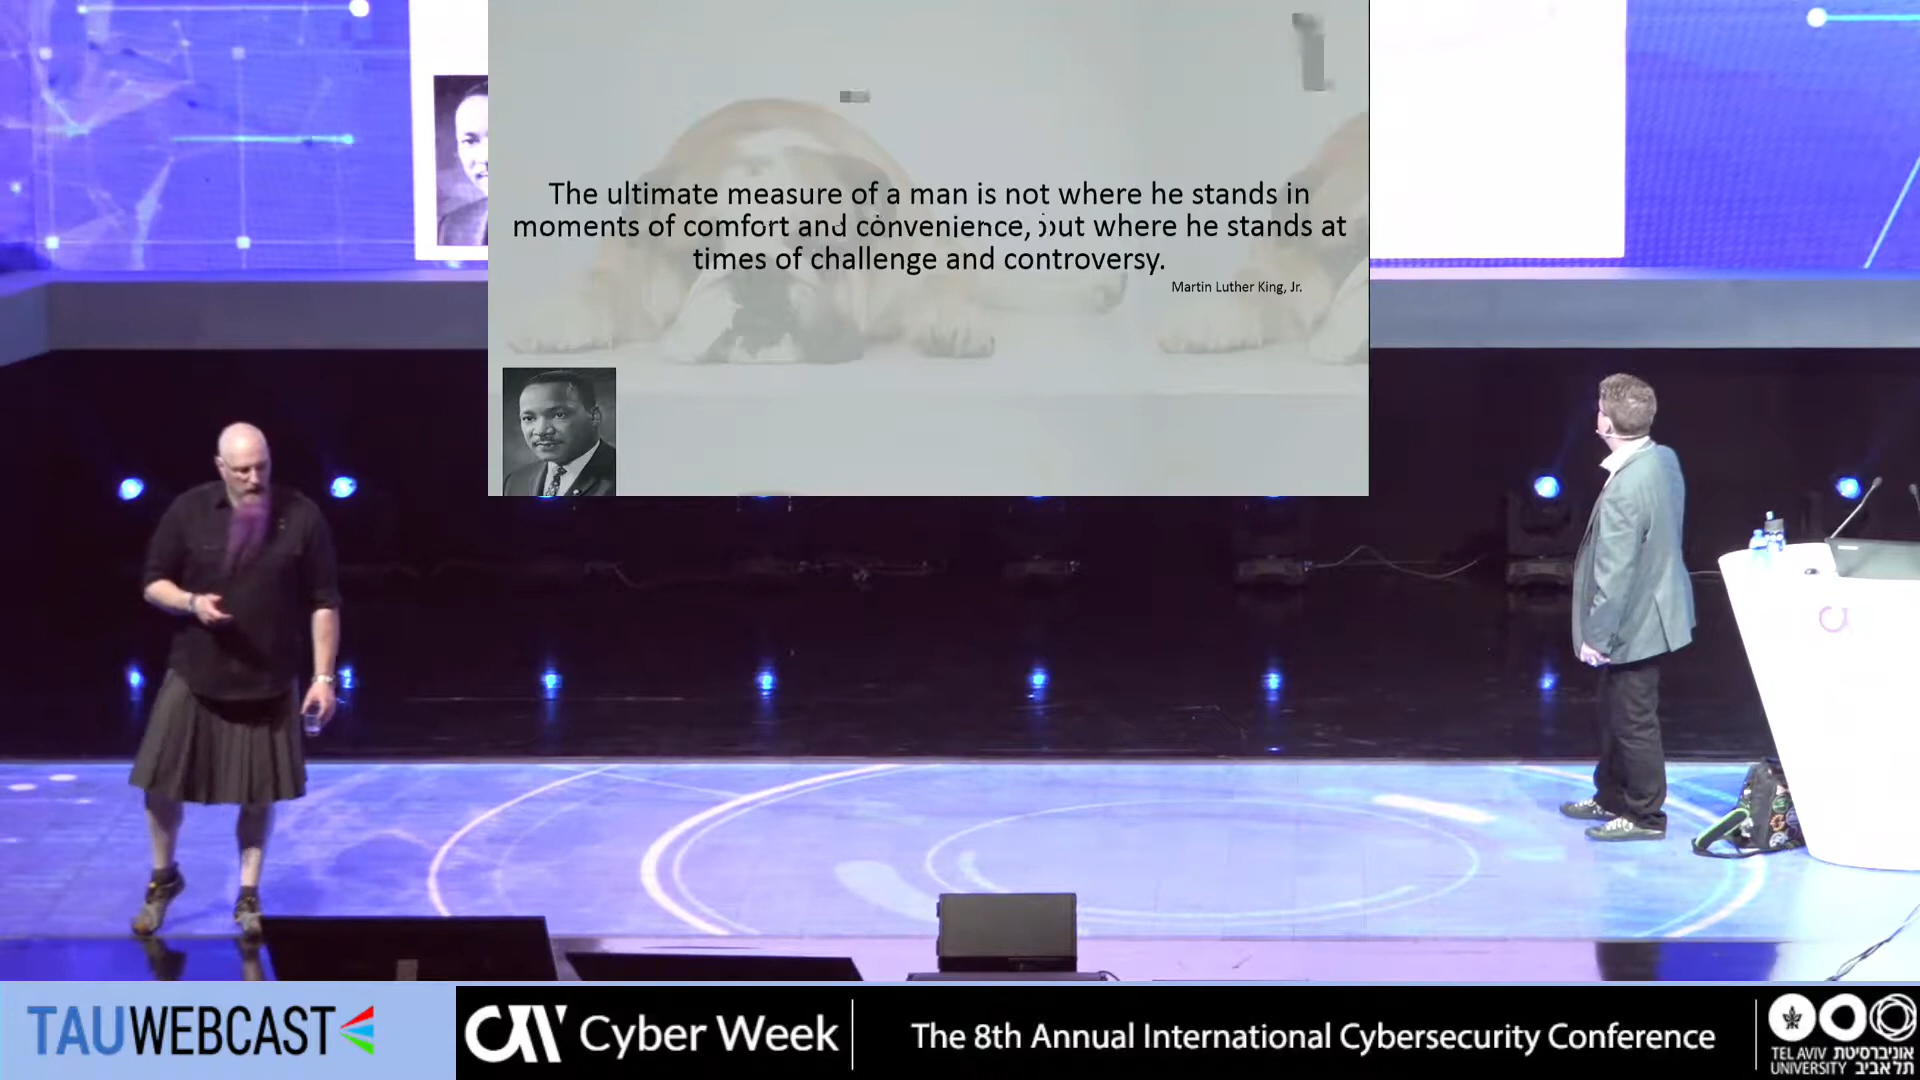 The ultimate measure of a man is not where he stands in
moments of comfort and convenience, but where he stands at
times of challenge and controversy.
Martin Luther King, Jr.
TAUWEBCAST
Cyber Week
The 8th Annual International Cybersecurity Conference
TEL AVIV אוניברסיטת
UNIVERSITY תל אביב